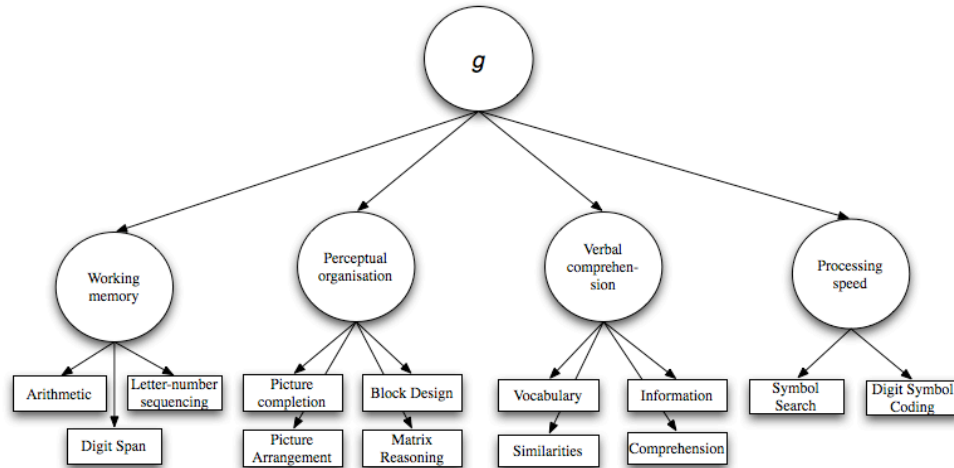 g
Working
memory
Perceptual
organisation
Verbal
comprehen-
sion
Processing
speed
Arithmetic
Letter-number
sequencing
Digit Span
Picture
completion
Block Design
Picture
Arrangement
Matrix
Reasoning
Vocabulary
Information
Similarities
Comprehension
Symbol
Search
Digit Symbol
Coding